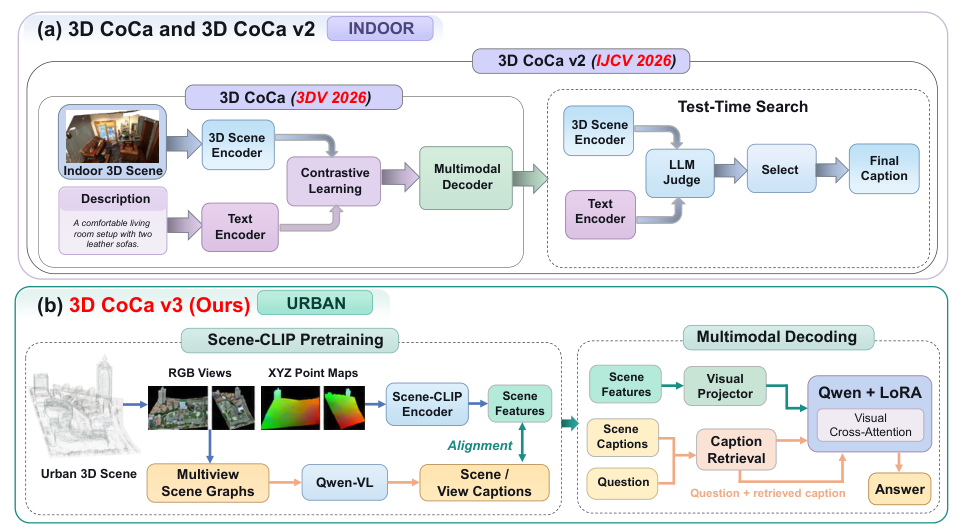 (a) 3D CoCa and 3D CoCa v2
INDOOR
3D CoCa v2 (IJCV 2026)
3D CoCa (3DV 2026)
Indoor 3D Scene
Description
A comfortable living
room setup with two
leather sofas.
3D Scene
Encoder
Text
Encoder
Contrastive
Learning
Multimodal
Decoder
Test-Time Search
3D Scene
Encoder
Text
Encoder
LLM
Judge
Select
Final
Caption
(b) 3D CoCa v3 (Ours)
URBAN
Scene-CLIP Pretraining
Urban 3D Scene
RGB Views
XYZ Point Maps
Scene-CLIP
Encoder
Scene
Features
Alignment
Multiview
Scene Graphs
Qwen-VL
Scene /
View Captions
Multimodal Decoding
Scene
Features
Visual
Projector
Scene
Captions
Question
Caption
Retrieval
Question + retrieved caption
Qwen + LoRA
Visual
Cross-Attention
Answer